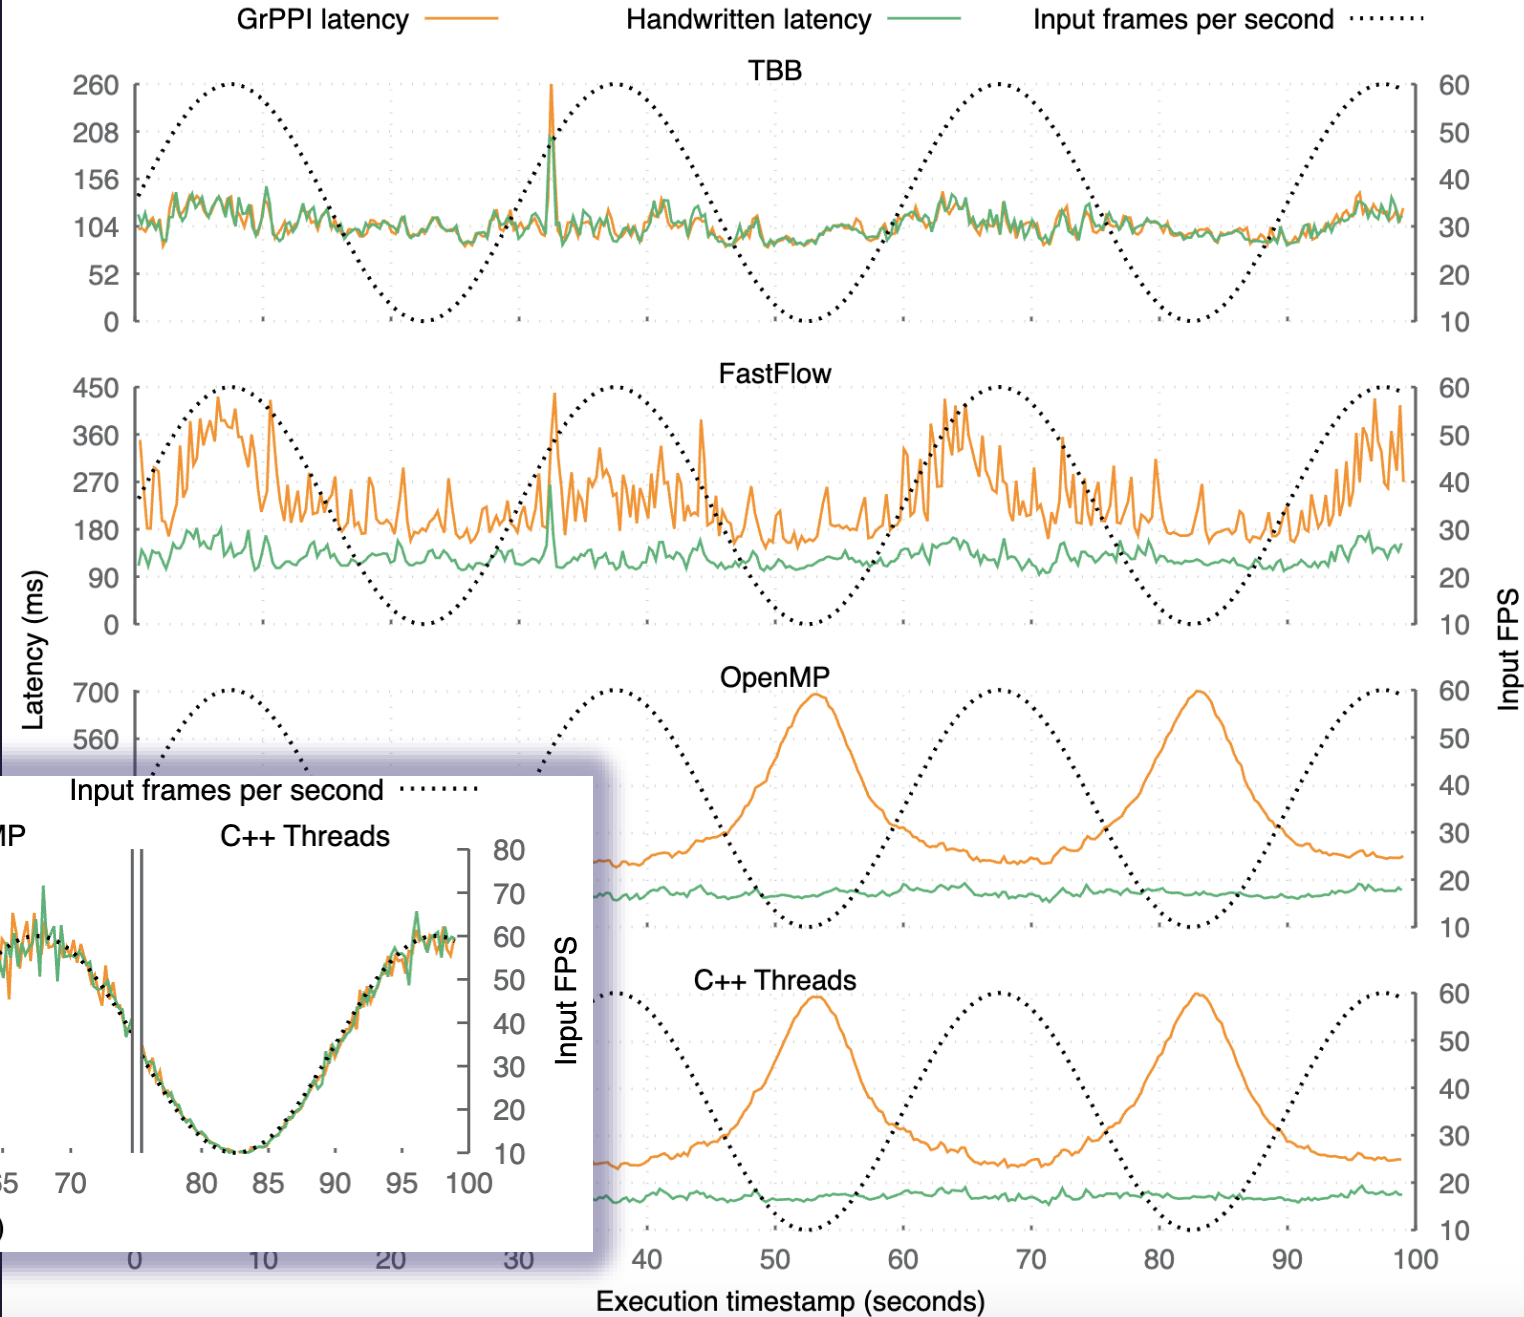 GrPPI latency Handwritten latency Input frames per second
TBB
260 60
208 50
156 40
104 30
52 20
0 10
FastFlow
450 60
360 50
270 40
180 30
90 20
0 10
Latency (ms)
Input FPS
OpenMP
700 60
560 50
40
30
20
10
C++ Threads
60
50
40
30
20
10
0 10 20 30 40 50 60 70 80 90 100
Execution timestamp (seconds)
Input frames per second
MP C++ Threads
80
70
60
50
40
30
20
10
Input FPS
65 70 80 85 90 95 100
)